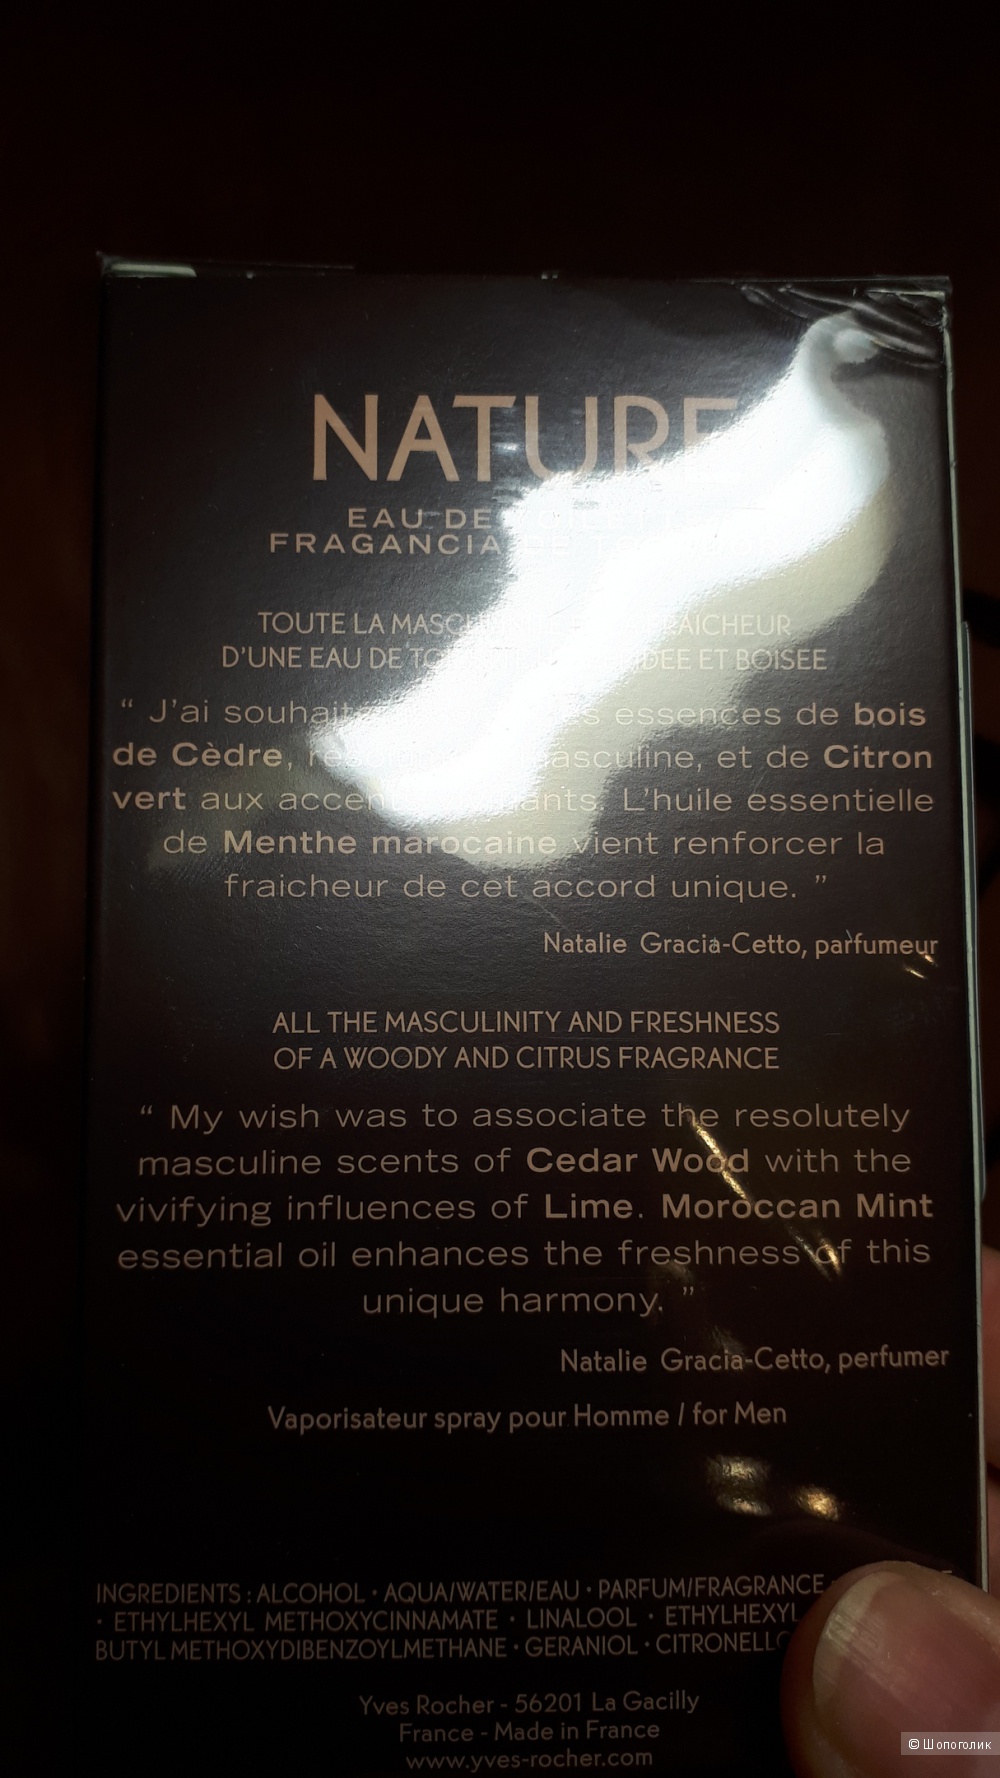 NATURE
EAU DE
FRAGANCIA
TOUTE LA RAICHEUR
D'UNE EAU DE ET BOISEE
“ J'ai essences de bois
de Cèdre, masculine, et de Citron
vert aux L'huile essentielle
de Menthe marocaine vient renforcer la
fraicheur de cet accord unique. ”
Natalie Gracia-Cetto, parfumeur
ALL THE MASCULINITY AND FRESHNESS
OF A WOODY AND CITRUS FRAGRANCE
“ My wish was to associate the resolutely
masculine scents of Cedar Wood with the
vivifying influences of Lime. Moroccan Mint
essential oil enhances the freshness of this
unique harmony. ”
Natalie Gracia-Cetto, perfumer
Vaporisateur spray pour Homme / for Men
INGREDIENTS : ALCOHOL • AQUA/WATER/EAU • PARFUM/FRAGRANCE •
• ETHYLHEXYL METHOXYCINNAMATE • LINALOOL • ETHYLHEXYL
BUTYL METHOXYDIBENZOYLMETHANE • GERANIOL •
Yves Rocher - 56201 La Gacilly
France - Made in France
www.yves-rocher.com
© Шопоголик